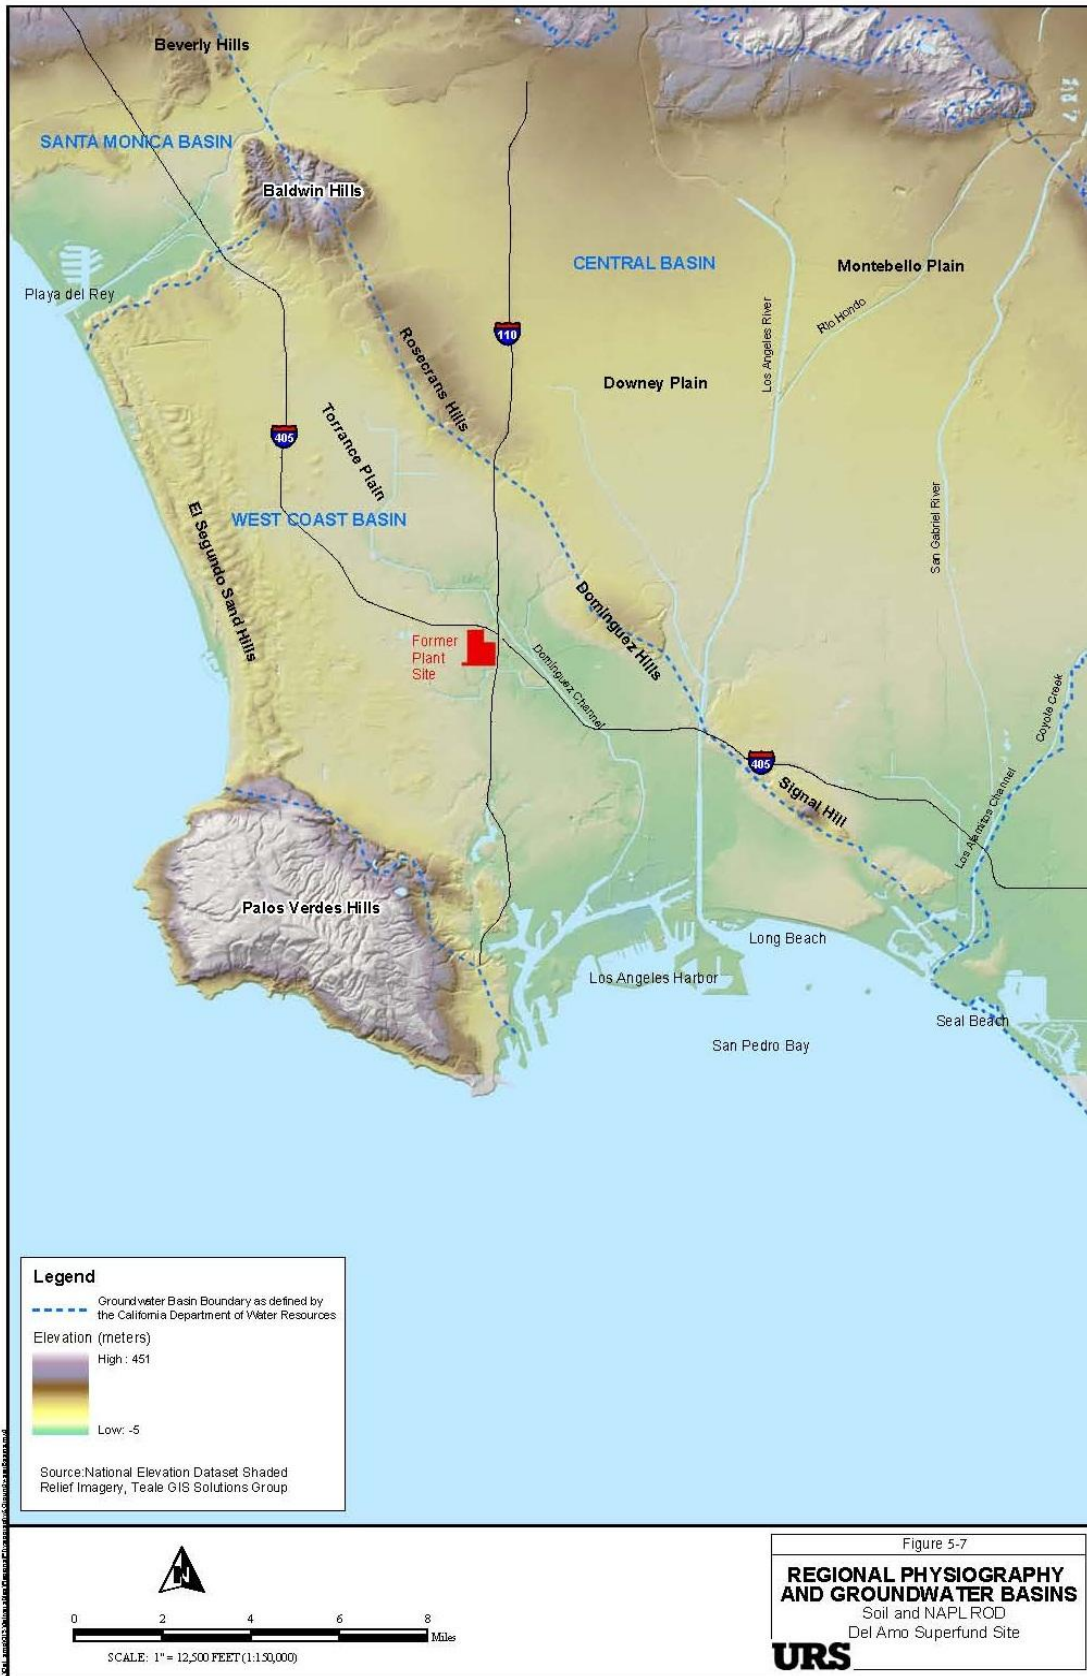 Beverly Hills
SANTA MONICA BASIN
Baldwin Hills
CENTRAL BASIN
Montebello Plain
Playa del Rey
Rio Hondo
Los Angeles River
110
Rosecrans Hills
Downey Plain
405
Torrance Plain
WEST COAST BASIN
San Gabriel River
El Segundo Sand Hills
Dominguez Hills
Former
Plant
Site
Dominguez Channel
Coyote Creek
405
Signal Hill
Los Alamitos Channel
Palos Verdes Hills
Long Beach
Los Angeles Harbor
Seal Beach
San Pedro Bay
Legend
Groundwater Basin Boundary as defined by
the California Department of Water Resources
Elevation (meters)
High : 451
Low: -5
Source:National Elevation Dataset Shaded
Relief Imagery, Teale GIS Solutions Group
N
0 2 4 6 8
Miles
SCALE: 1" = 12,500 FEET (1:150,000)
Figure 5-7
REGIONAL PHYSIOGRAPHY
AND GROUNDWATER BASINS
Soil and NAPL ROD
Del Amo Superfund Site
URS